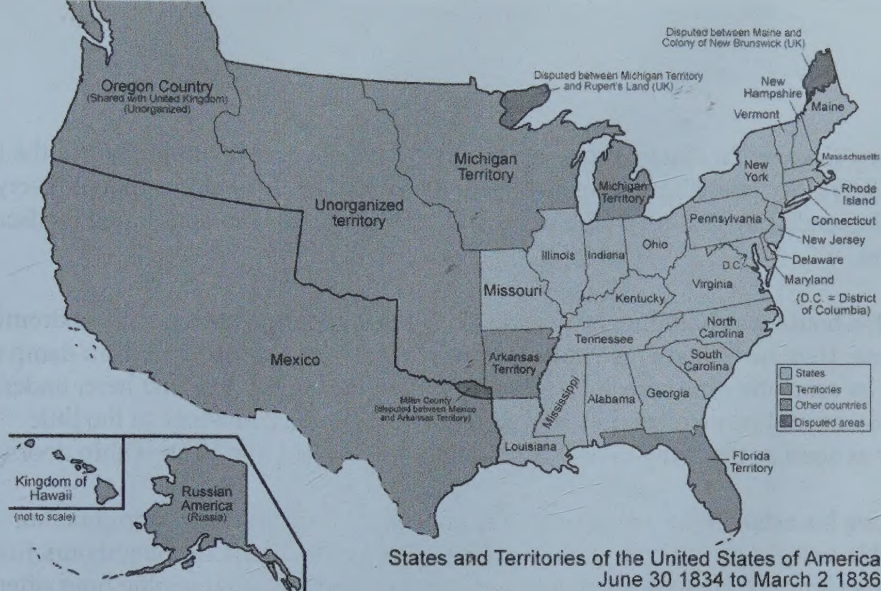 Disputed between Maine and
Colony of New Brunswick (UK)
Disputed between Michigan Territory
and Rupert's Land (UK)
Oregon Country
(Shared with United Kingdom)
(Unorganized)
New
Hampshire
Vermont
Maine
Massachusetts
Michigan
Territory
Michigan
Territory
New
York
Rhode
Island
Connecticut
Unorganized
territory
Pennsylvania
New Jersey
Delaware
Maryland
(D.C. = District
of Columbia)
Illinois
Indiana
Ohio
D.C.
Virginia
Missouri
Kentucky
North
Carolina
Tennessee
South
Carolina
Mexico
Arkansas
Territory
Miller County
(disputed between Mexico
and Arkansas Territory)
Mississippi
Alabama
Georgia
Louisiana
Florida
Territory
States
Territories
Other countries
Disputed areas
Kingdom of
Hawaii
(not to scale)
Russian
America
(Russia)
States and Territories of the United States of America
June 30 1834 to March 2 1836